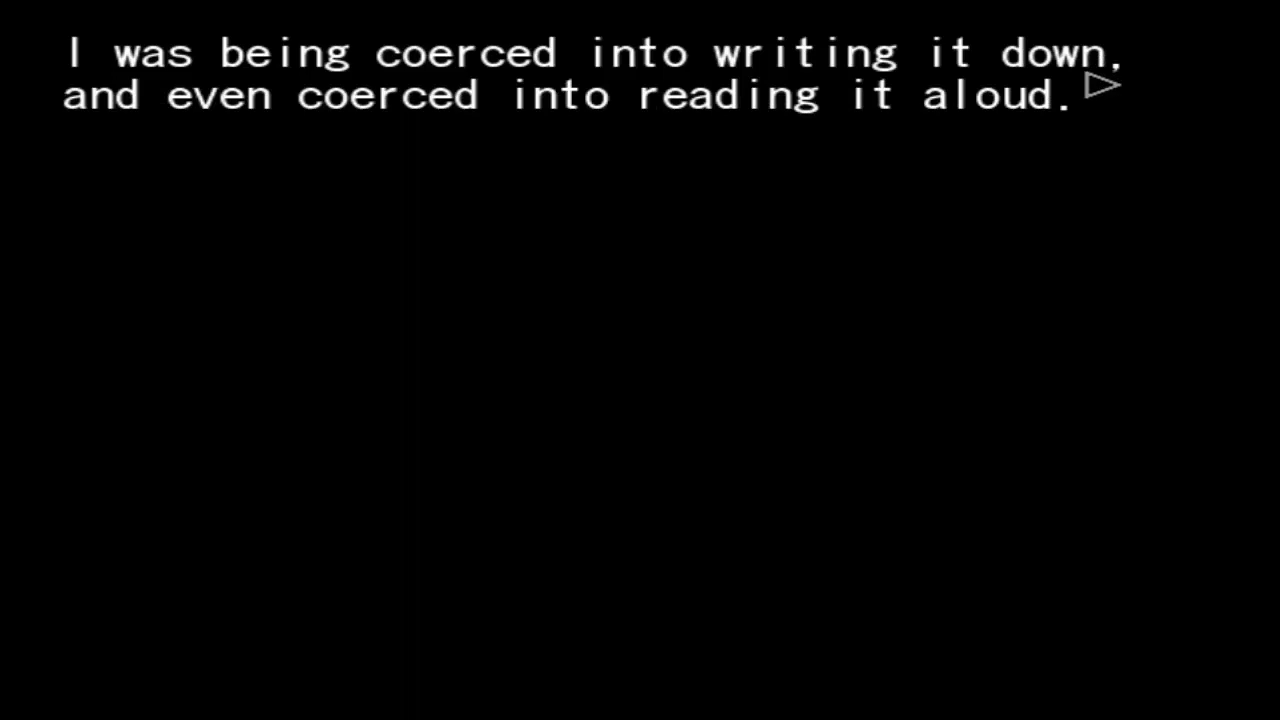 I was being coerced into writing it down,
and even coerced into reading it aloud.